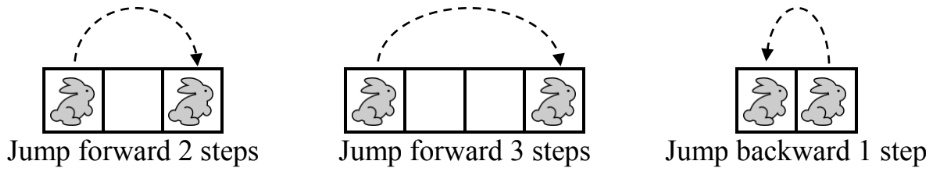 Jump forward 2 steps
Jump forward 3 steps
Jump backward 1 step